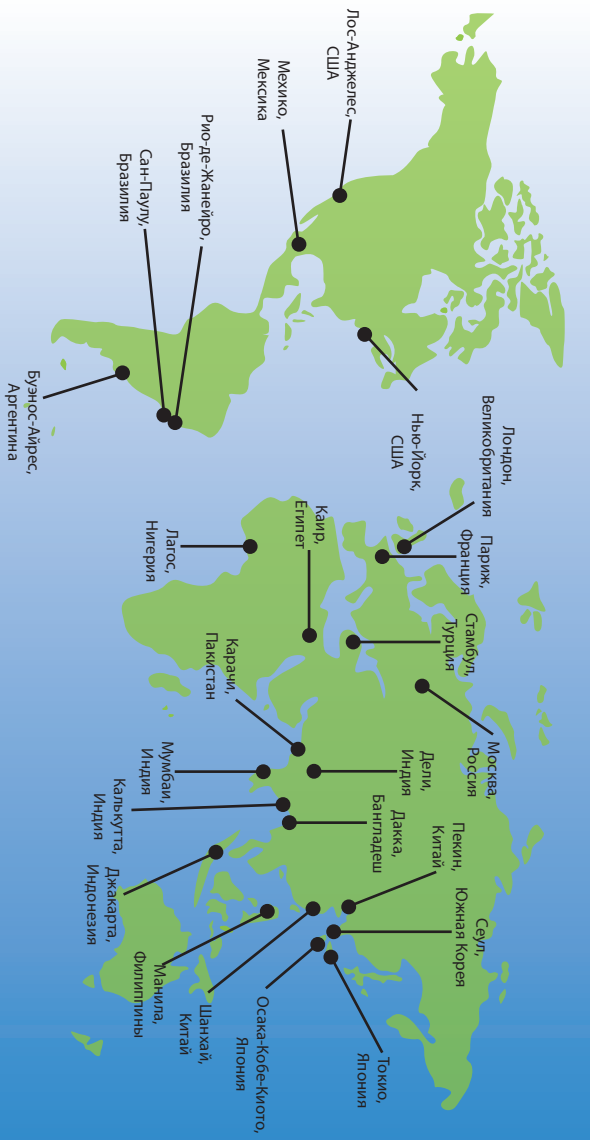 Лос-Анджелес,
США
Мехико,
Мексика
Рио-де-Жанейро,
Бразилия
Сан-Паулу,
Бразилия
Буэнос-Айрес,
Аргентина
Нью-Йорк,
США
Лондон,
Великобритания
Париж,
Франция
Стамбул,
Турция
Москва,
Россия
Каир,
Египет
Лагос,
Нигерия
Карачи,
Пакистан
Мумбаи,
Индия
Калькутта,
Индия
Дели,
Индия
Дакка,
Бангладеш
Пекин,
Китай
Сеул,
Южная Корея
Токио,
Япония
Осака-Кобе-Киото,
Япония
Шанхай,
Китай
Манила,
Филиппины
Джакарта,
Индонезия